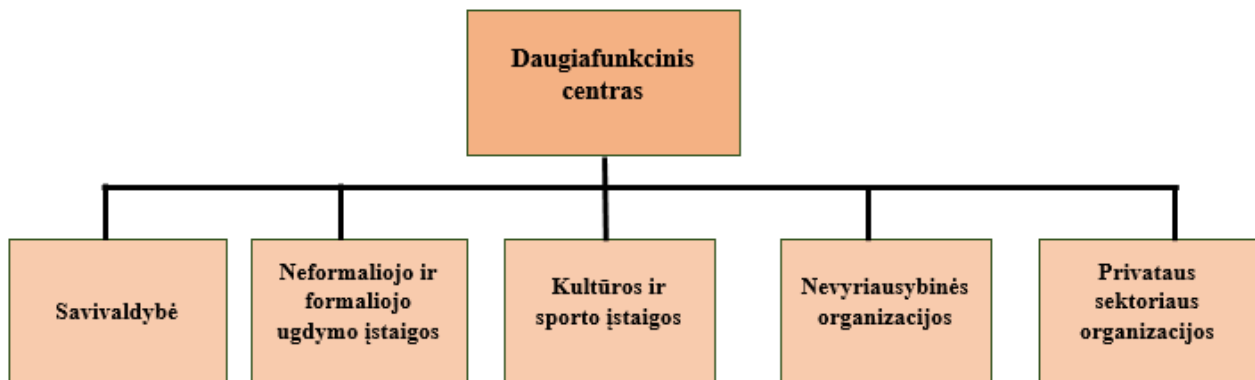 Daugiafunkcinis
centras
Savivaldybė
Neformaliojo ir
formaliojo
ugdymo įstaigos
Kultūros ir
sporto įstaigos
Nevyriausybinės
organizacijos
Privataus
sektoriaus
organizacijos